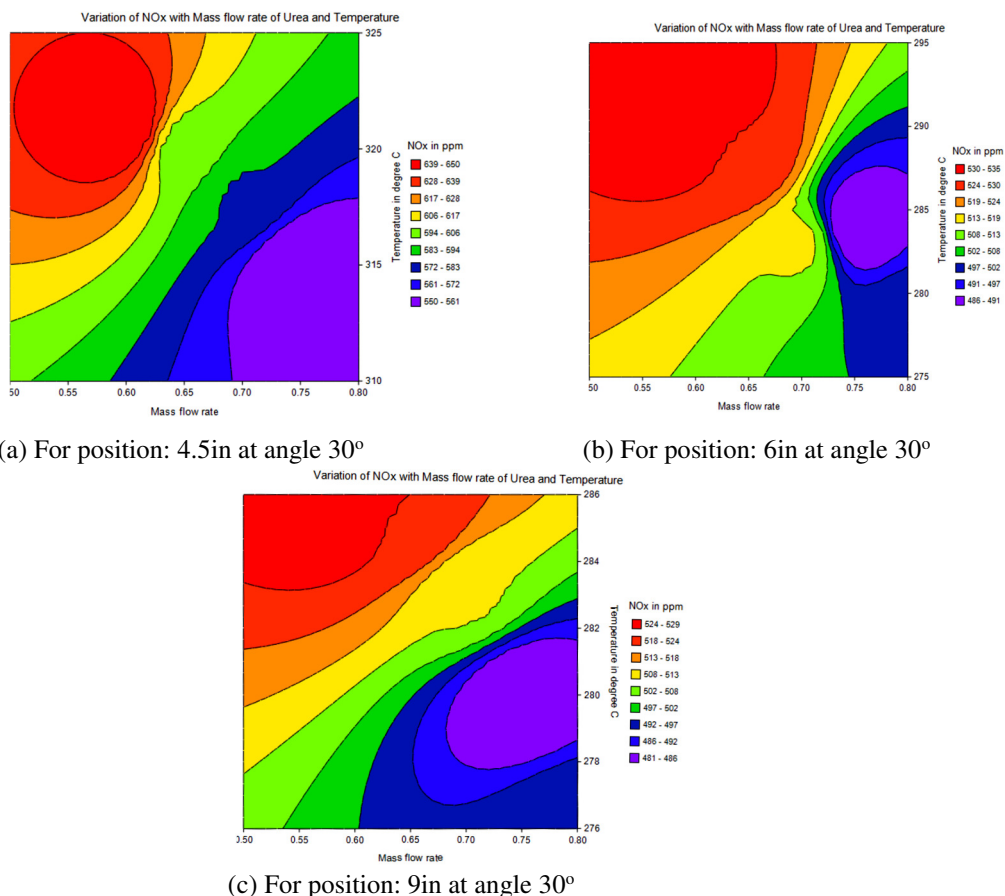 Variation of NOx with Mass flow rate of Urea and Temperature
325
320
315
310
Temperature in degree C
50 0.55 0.60 0.65 0.70 0.75 0.80
Mass flow rate
NOx in ppm
639 - 650
628 - 639
617 - 628
606 - 617
594 - 606
583 - 594
572 - 583
561 - 572
550 - 561
(a) For position: 4.5in at angle 30º
Variation of NOx with Mass flow rate of Urea and Temperature
295
290
285
280
275
Temperature in degree C
50 0.55 0.60 0.65 0.70 0.75 0.80
Mass flow rate
NOx in ppm
530 - 535
524 - 530
519 - 524
513 - 519
508 - 513
502 - 508
497 - 502
491 - 497
486 - 491
(b) For position: 6in at angle 30º
Variation of NOx with Mass flow rate of Urea and Temperature
286
284
282
280
278
276
Temperature in degree C
0.50 0.55 0.60 0.65 0.70 0.75 0.80
Mass flow rate
NOx in ppm
524 - 529
518 - 524
513 - 518
508 - 513
502 - 508
497 - 502
492 - 497
486 - 492
481 - 486
(c) For position: 9in at angle 30º